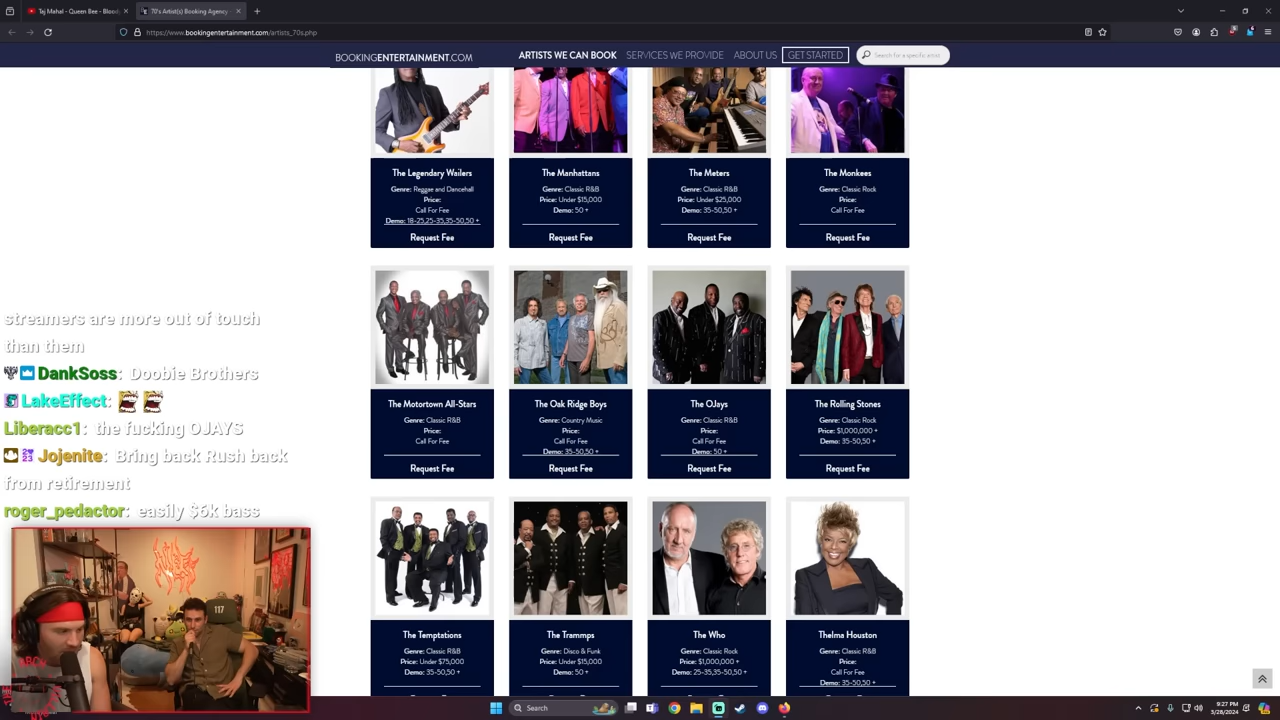 Taj Mahal - Queen Bee - Bloody
70's Artist(s) Booking Agency -
https://www.bookingentertainment.com/artists_70s.php
BOOKINGENTERTAINMENT.COM
ARTISTS WE CAN BOOK
SERVICES WE PROVIDE
ABOUT US
GET STARTED
Search for a specific artist
The Legendary Wailers
Genre: Reggae and Dancehall
Price:
Call For Fee
Demo: 18-25,25-35,35-50,50 +
Request Fee
The Manhattans
Genre: Classic R&B
Price: Under $15,000
Demo: 50 +
Request Fee
The Meters
Genre: Classic R&B
Price: Under $25,000
Demo: 35-50,50 +
Request Fee
The Monkees
Genre: Classic Rock
Price:
Call For Fee
Request Fee
The Motortown All-Stars
Genre: Classic R&B
Price:
Call For Fee
Request Fee
The Oak Ridge Boys
Genre: Country Music
Price:
Call For Fee
Demo: 35-50,50 +
Request Fee
The OJays
Genre: Classic R&B
Price:
Call For Fee
Demo: 50 +
Request Fee
The Rolling Stones
Genre: Classic Rock
Price: $1,000,000 +
Demo: 35-50,50 +
Request Fee
The Temptations
Genre: Classic R&B
Price: Under $75,000
Demo: 35-50,50 +
The Trammps
Genre: Disco & Funk
Price: Under $15,000
Demo: 50 +
The Who
Genre: Classic Rock
Price: $1,000,000 +
Demo: 25-35,35-50,50 +
Thelma Houston
Genre: Classic R&B
Price:
Call For Fee
Demo: 35-50,50 +
streamers are more out of touch
than them
DankSoss: Doobie Brothers
LakeEffect:
the OJAYS
Jojenite: Bring back Rush back
from retirement
roger_pedactor: easily $6k bass
117
Search
9:27 PM
3/28/2024